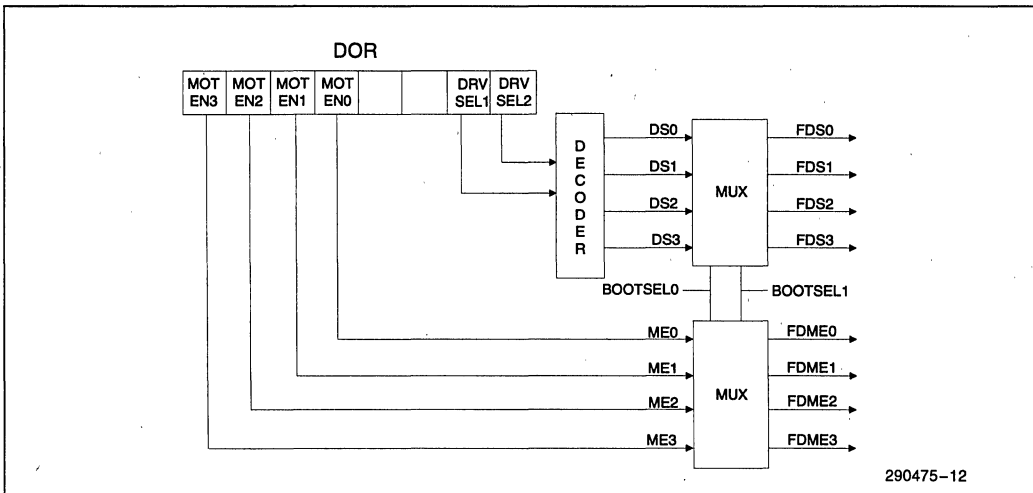 DOR
MOT EN3 MOT EN2 MOT EN1 MOT EN0 DRV SEL1 DRV SEL2
DECODER
DS0
DS1
DS2
DS3
MUX
FDS0
FDS1
FDS2
FDS3
BOOTSEL0
BOOTSEL1
ME0
ME1
ME2
ME3
MUX
FDME0
FDME1
FDME2
FDME3
290475-12